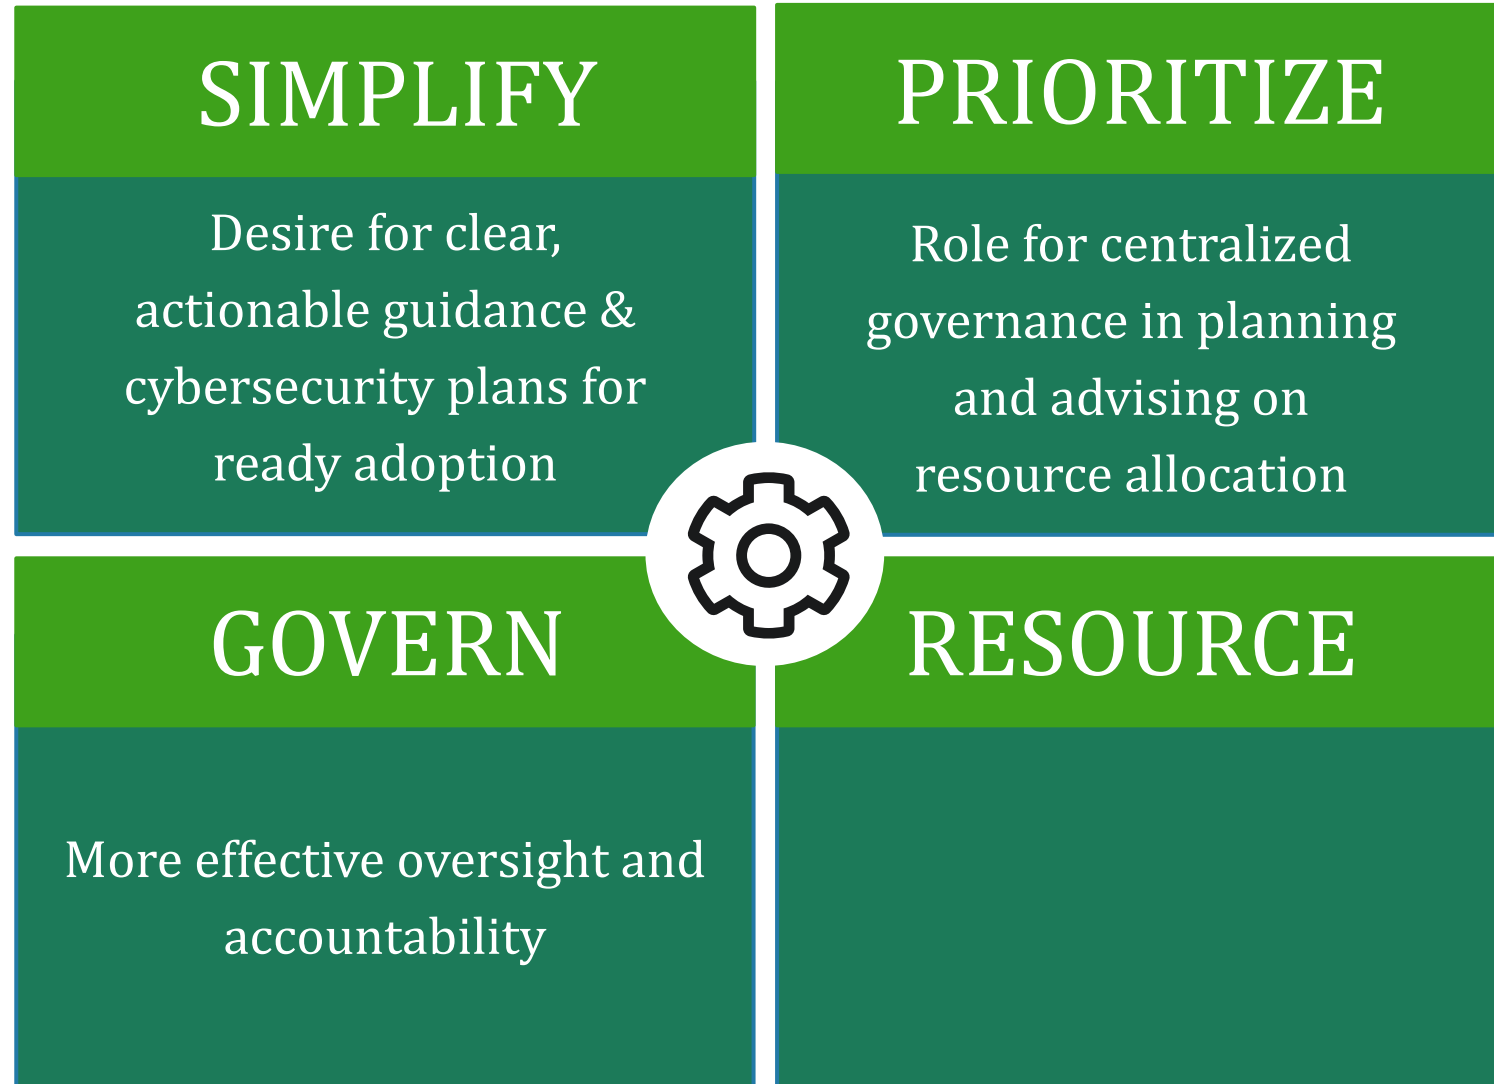 SIMPLIFY
Desire for clear,
actionable guidance &
cybersecurity plans for
ready adoption
PRIORITIZE
Role for centralized
governance in planning
and advising on
resource allocation
GOVERN
More effective oversight and
accountability
RESOURCE